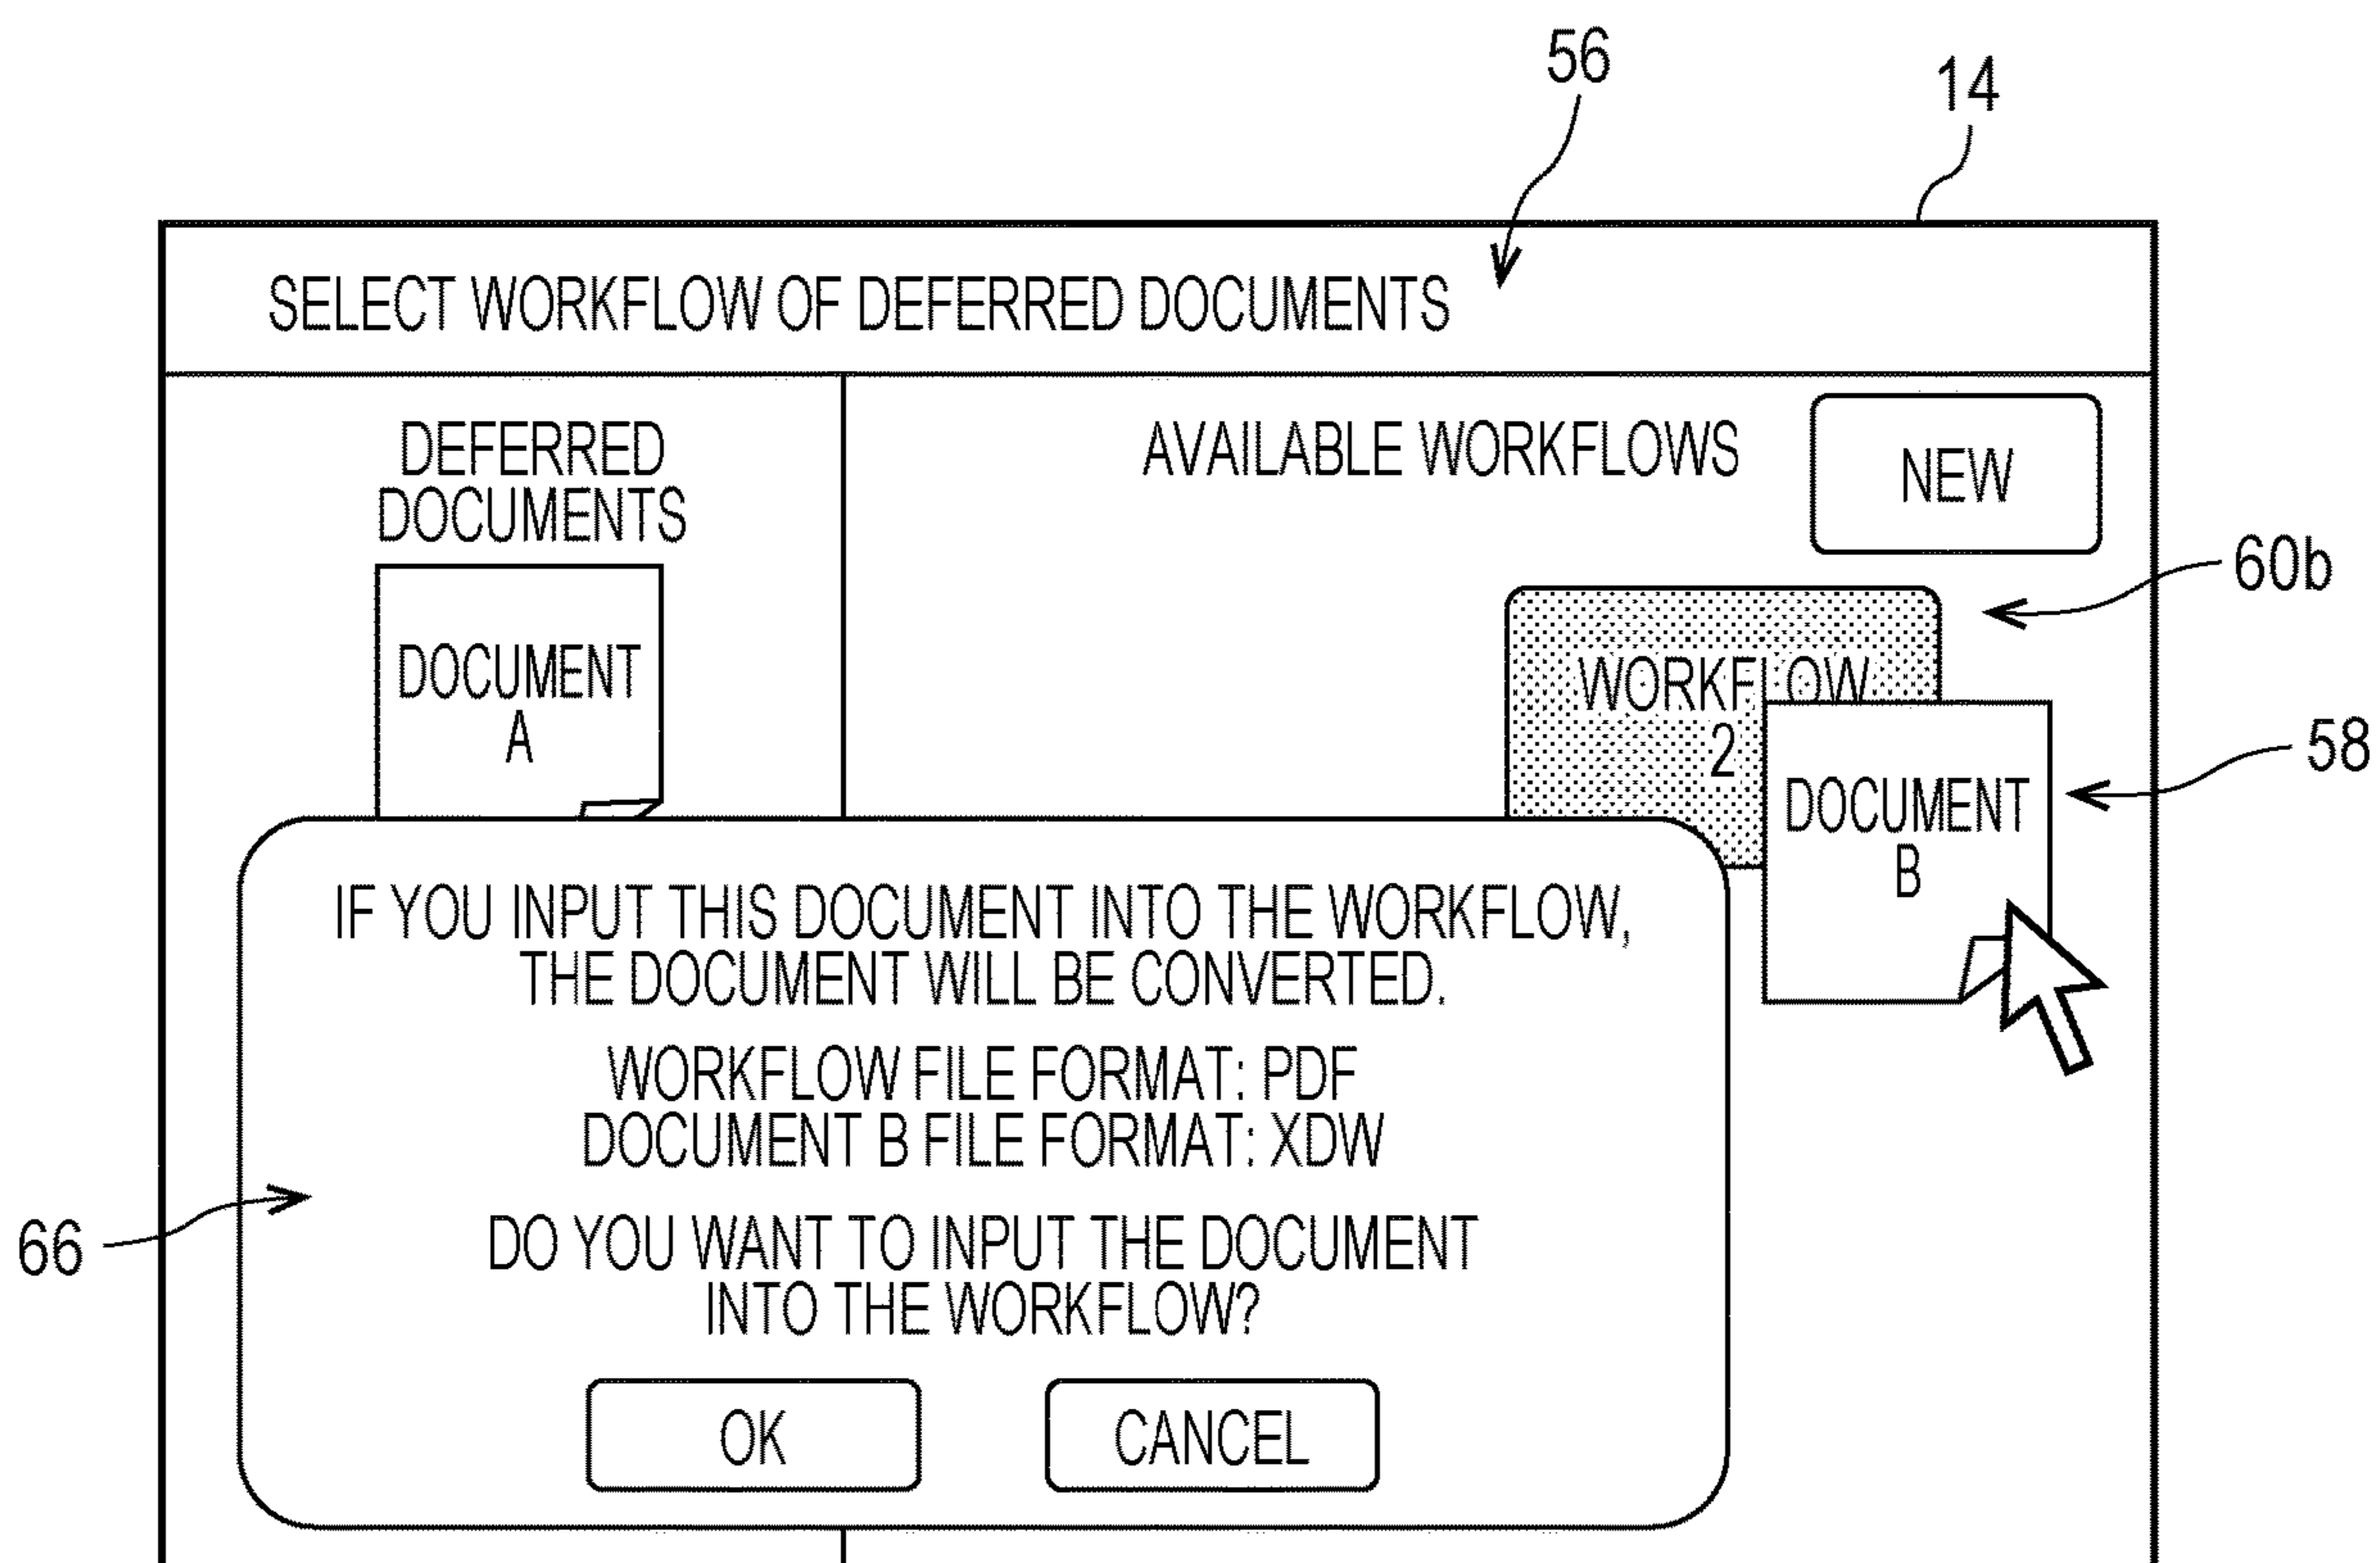 56
14
SELECT WORKFLOW OF DEFERRED DOCUMENTS
DEFERRED
DOCUMENTS
AVAILABLE WORKFLOWS
NEW
60b
DOCUMENT
A
WORKFLOW
2
58
DOCUMENT
B
IF YOU INPUT THIS DOCUMENT INTO THE WORKFLOW,
THE DOCUMENT WILL BE CONVERTED.
WORKFLOW FILE FORMAT: PDF
DOCUMENT B FILE FORMAT: XDW
66
DO YOU WANT TO INPUT THE DOCUMENT
INTO THE WORKFLOW?
OK
CANCEL